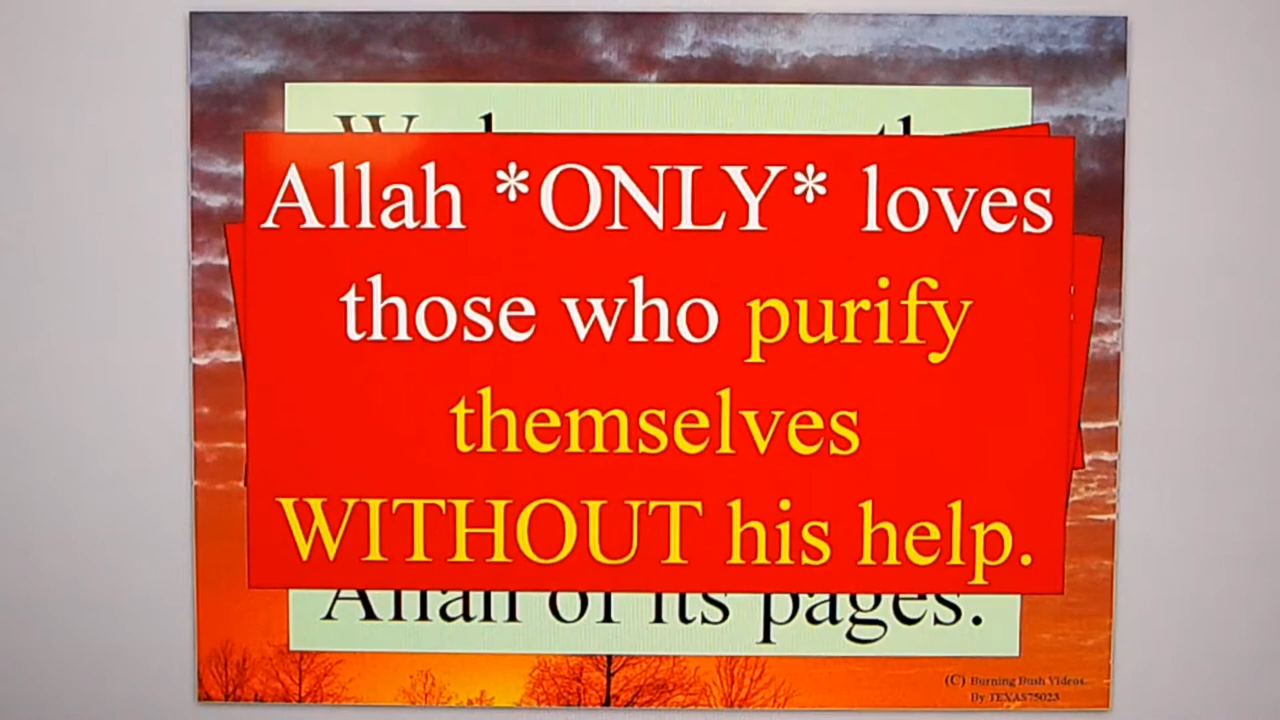 Allah *ONLY* loves
those who purify
themselves
WITHOUT his help.
Allah of its pages.
(C) Burning Bush Videos.
By TEXAS75023